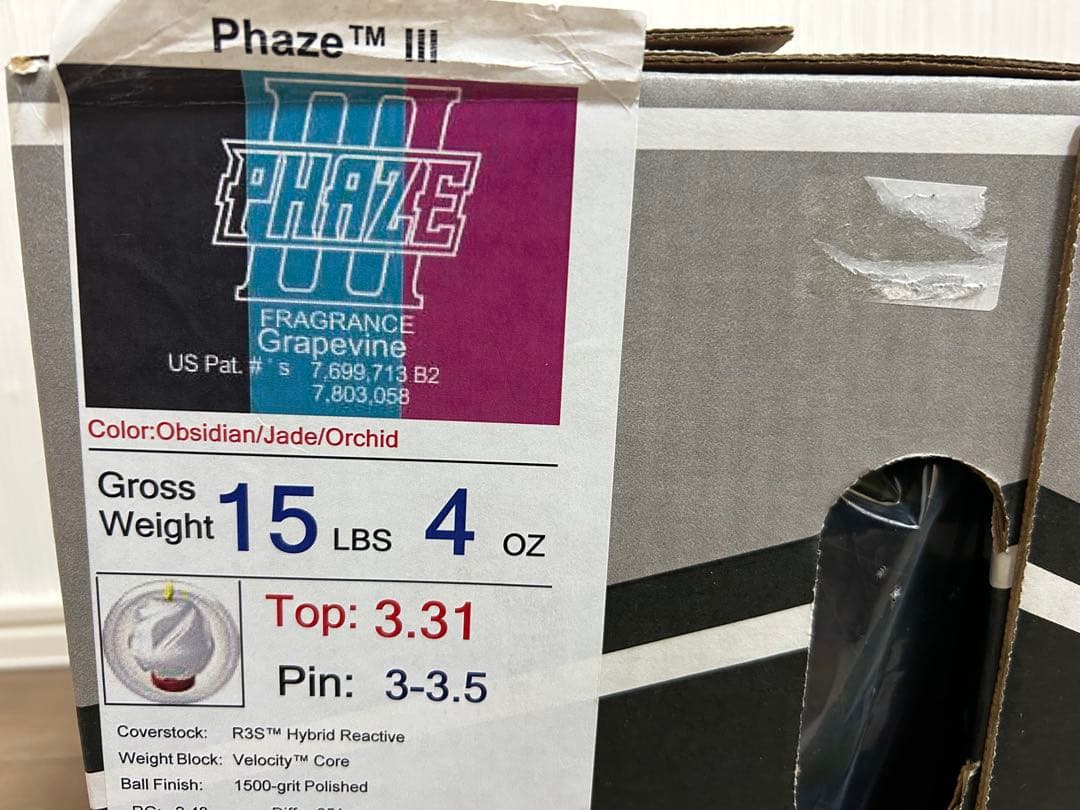 Phaze™ III
III
PHAZE
FRAGRANCE
Grapevine
US Pat. #'s 7,699,713 B2
7,803,058
Color:Obsidian/Jade/Orchid
Gross
Weight 15 LBS 4 OZ
Top: 3.31
Pin: 3-3.5
Coverstock: R3S™ Hybrid Reactive
Weight Block: Velocity™ Core
Ball Finish: 1500-grit Polished